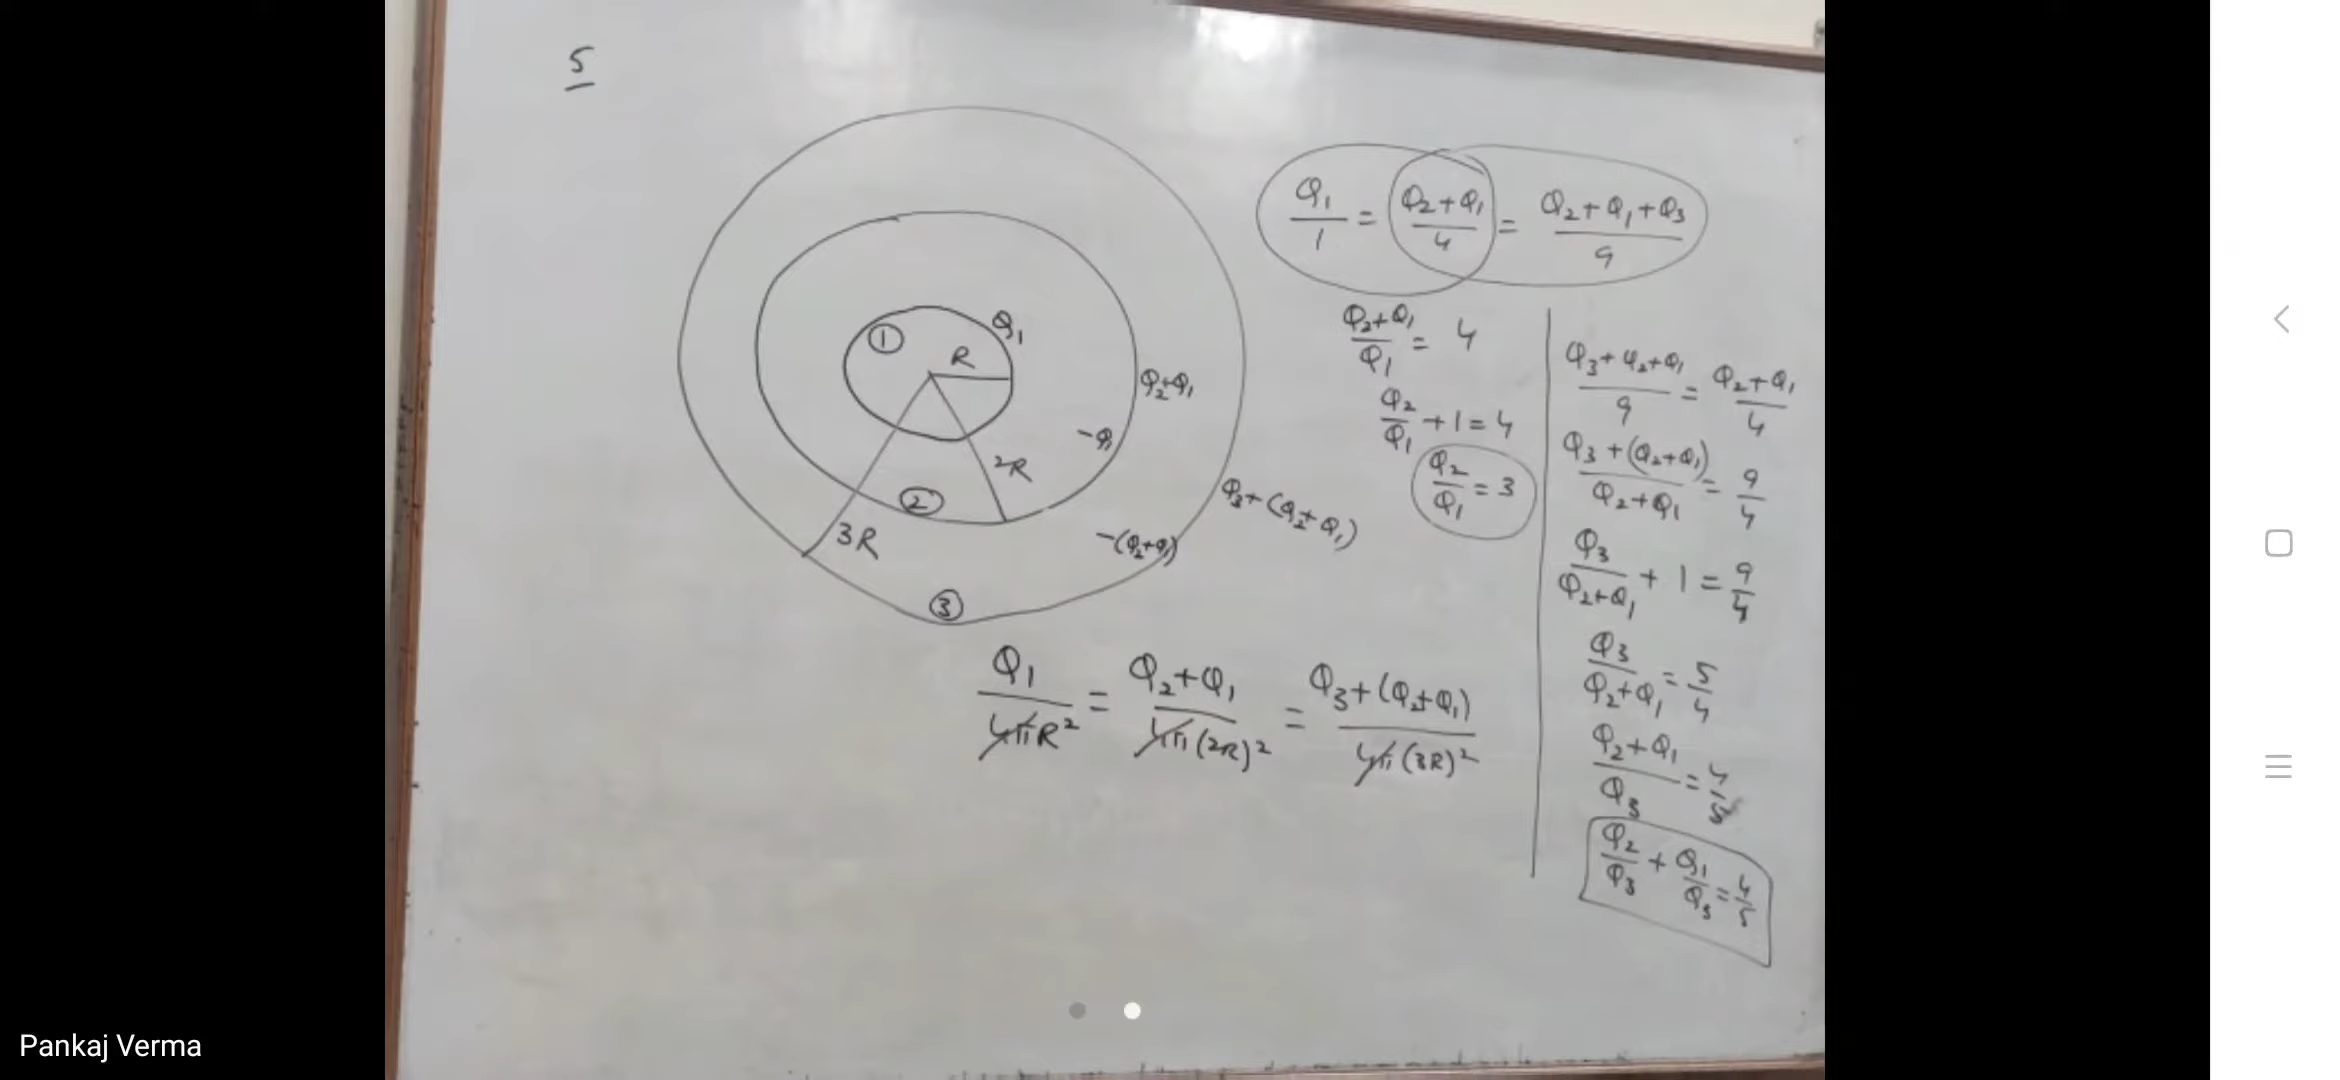 5
Q₁/1 = (Q₂+Q₁)/4 = (Q₂+Q₁+Q₃)/9
(Q₂+Q₁)/Q₁ = 4
Q₂/Q₁ + 1 = 4
Q₂/Q₁ = 3
(Q₃+Q₂+Q₁)/9 = (Q₂+Q₁)/4
(Q₃+(Q₂+Q₁))/(Q₂+Q₁) = 9/4
Q₃/(Q₂+Q₁) + 1 = 9/4
Q₃/(Q₂+Q₁) = 5/4
(Q₂+Q₁)/Q₃ = 4/5
Q₂/Q₃ + Q₁/Q₃ = 4/5
①
Q₁
R
Q₂+Q₁
-Q₁
2R
②
Q₃+(Q₂+Q₁)
-(Q₂+Q₁)
3R
③
Q₁/4πR² = (Q₂+Q₁)/4π(2R)² = (Q₃+(Q₂+Q₁))/4π(3R)²
Pankaj Verma